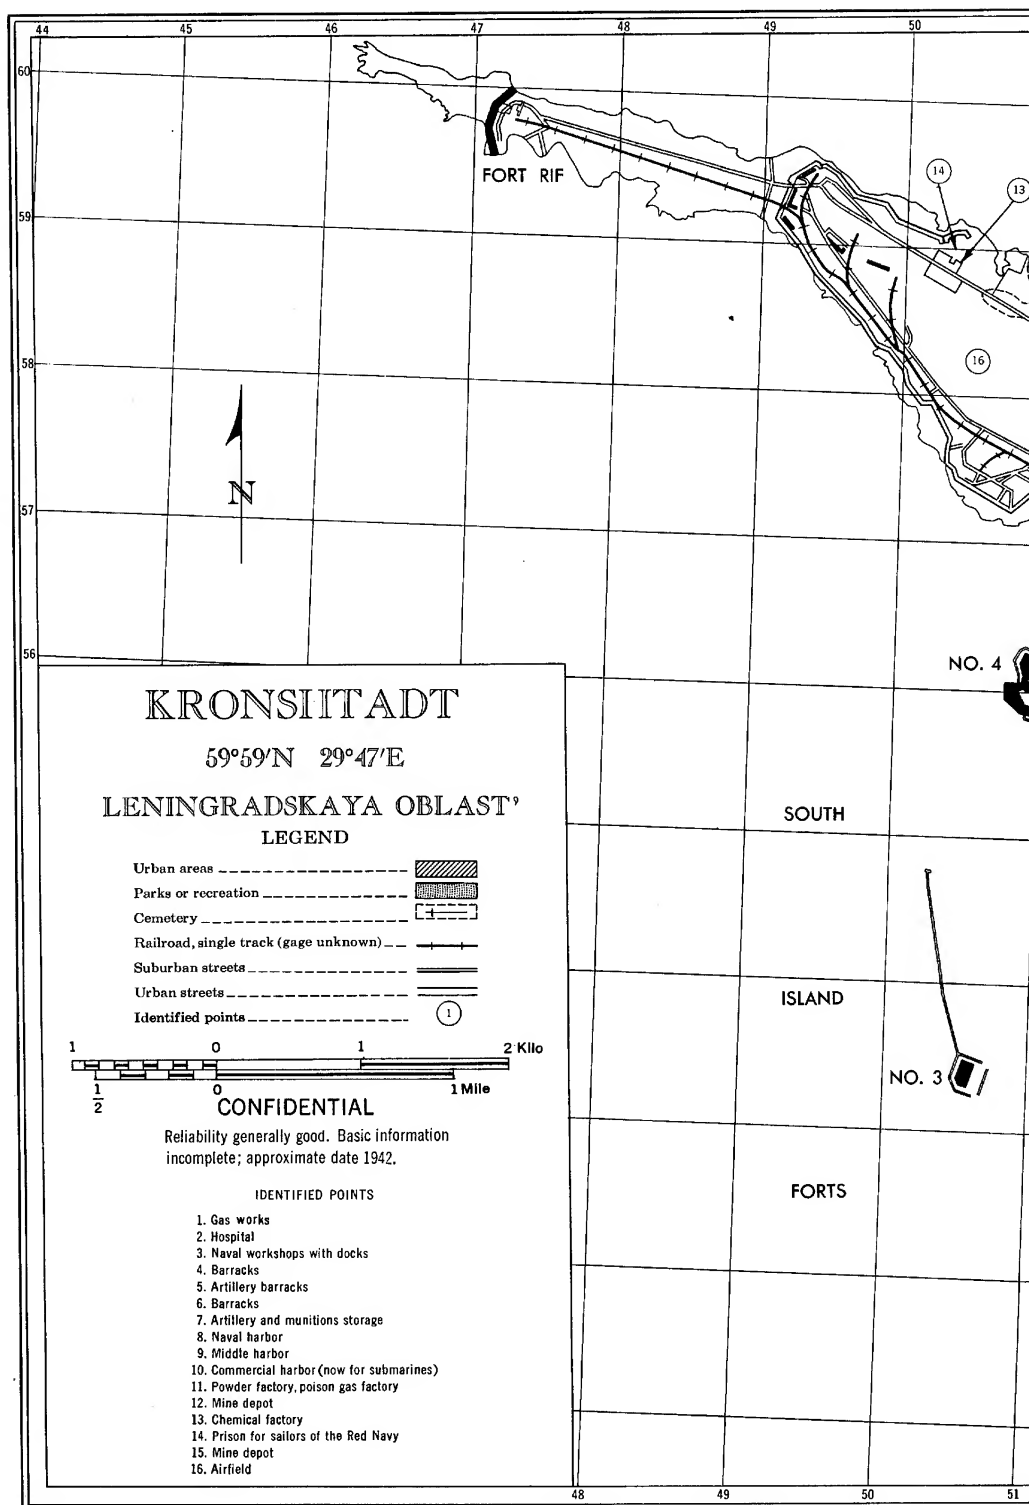 44 45 46 47 48 49 50
60
14
13
FORT RIF
59
58
16
N
57
56
NO. 4
KRONSHTADT
59°59'N 29°47'E
LENINGRADSKAYA OBLAST'
SOUTH
LEGEND
Urban areas
Parks or recreation
Cemetery
Railroad, single track (gage unknown)
Suburban streets
Urban streets
Identified points 1
ISLAND
1 0 1 2 Kilo
1/2 0 1 Mile
NO. 3
CONFIDENTIAL
Reliability generally good. Basic information
incomplete; approximate date 1942.
FORTS
IDENTIFIED POINTS
1. Gas works
2. Hospital
3. Naval workshops with docks
4. Barracks
5. Artillery barracks
6. Barracks
7. Artillery and munitions storage
8. Naval harbor
9. Middle harbor
10. Commercial harbor (now for submarines)
11. Powder factory, poison gas factory
12. Mine depot
13. Chemical factory
14. Prison for sailors of the Red Navy
15. Mine depot
16. Airfield
48 49 50 51